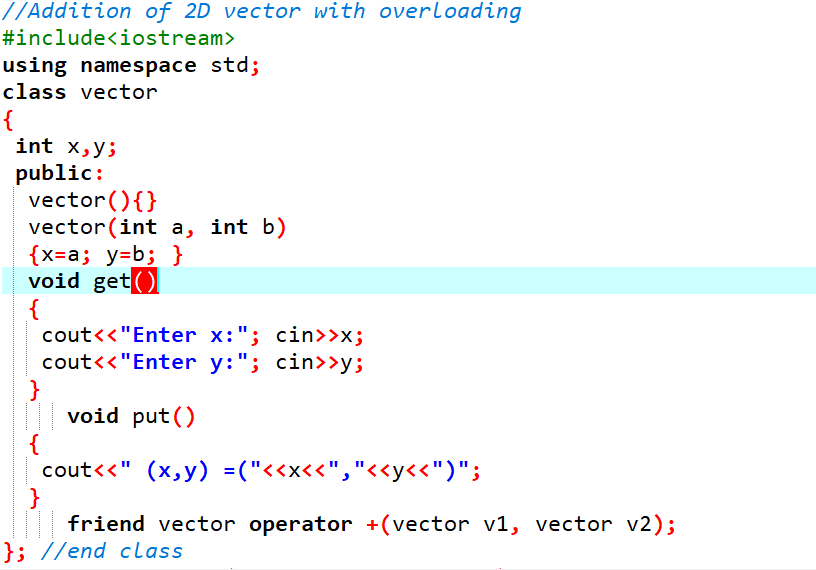 //Addition of 2D vector with overloading
#include<iostream>
using namespace std;
class vector
{
int x,y;
public:
vector(){}
vector(int a, int b)
{x=a; y=b; }
void get()
{
cout<<"Enter x:"; cin>>x;
cout<<"Enter y:"; cin>>y;
}
void put()
{
cout<<" (x,y) =("<<x<<","<<y<<")";
}
friend vector operator +(vector v1, vector v2);
}; //end class